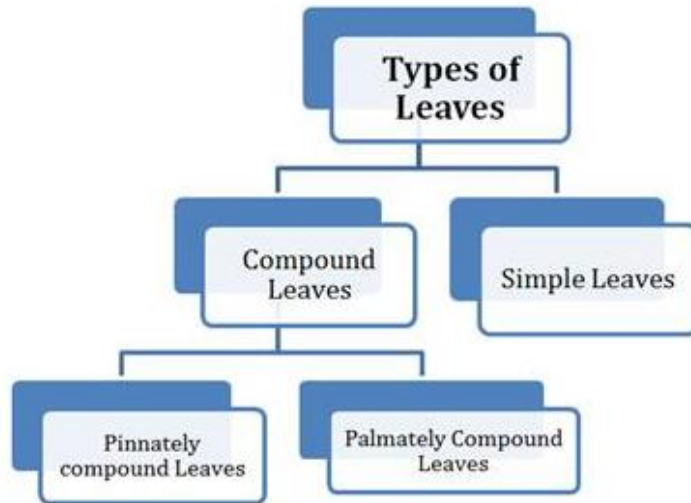 Types of
Leaves
Compound
Leaves
Simple Leaves
Pinnately
compound Leaves
Palmately Compound
Leaves